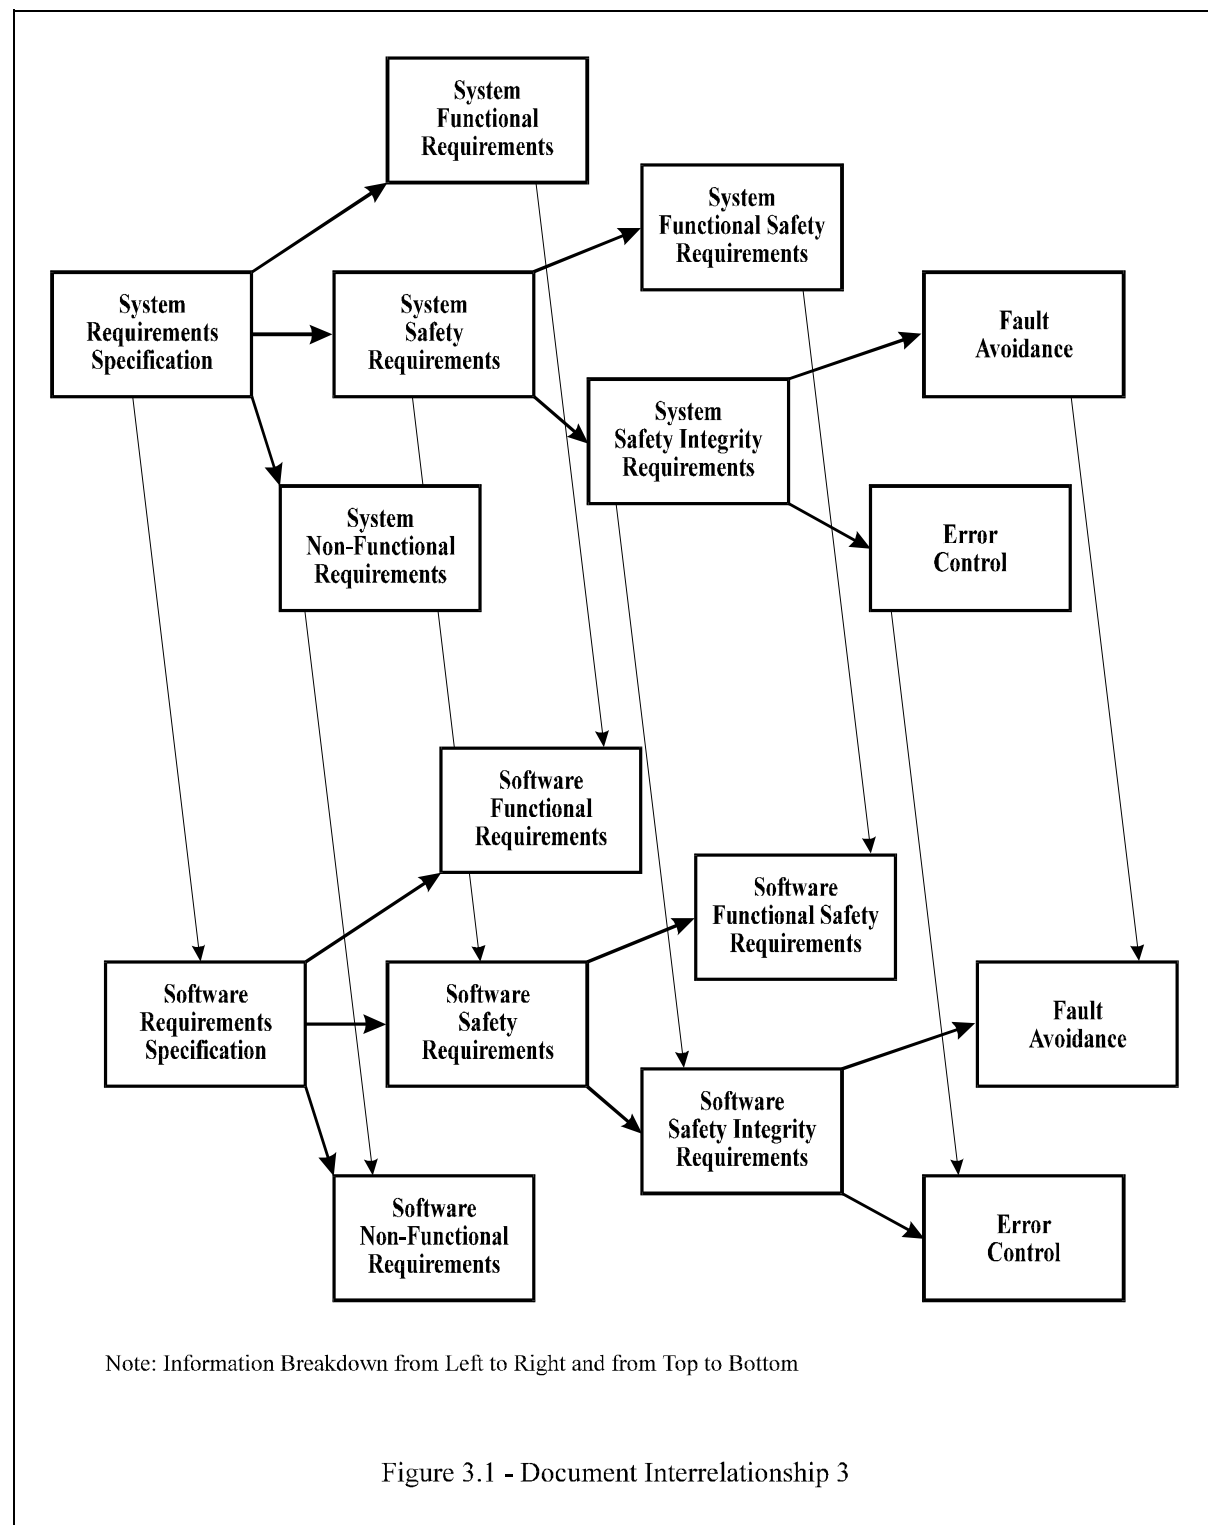 System
Functional
Requirements
System
Functional Safety
Requirements
System
Requirements
Specification
System
Safety
Requirements
Fault
Avoidance
System
Safety Integrity
Requirements
System
Non-Functional
Requirements
Error
Control
Software
Functional
Requirements
Software
Functional Safety
Requirements
Software
Requirements
Specification
Software
Safety
Requirements
Fault
Avoidance
Software
Safety Integrity
Requirements
Software
Non-Functional
Requirements
Error
Control
Note: Information Breakdown from Left to Right and from Top to Bottom
Figure 3.1 - Document Interrelationship 3